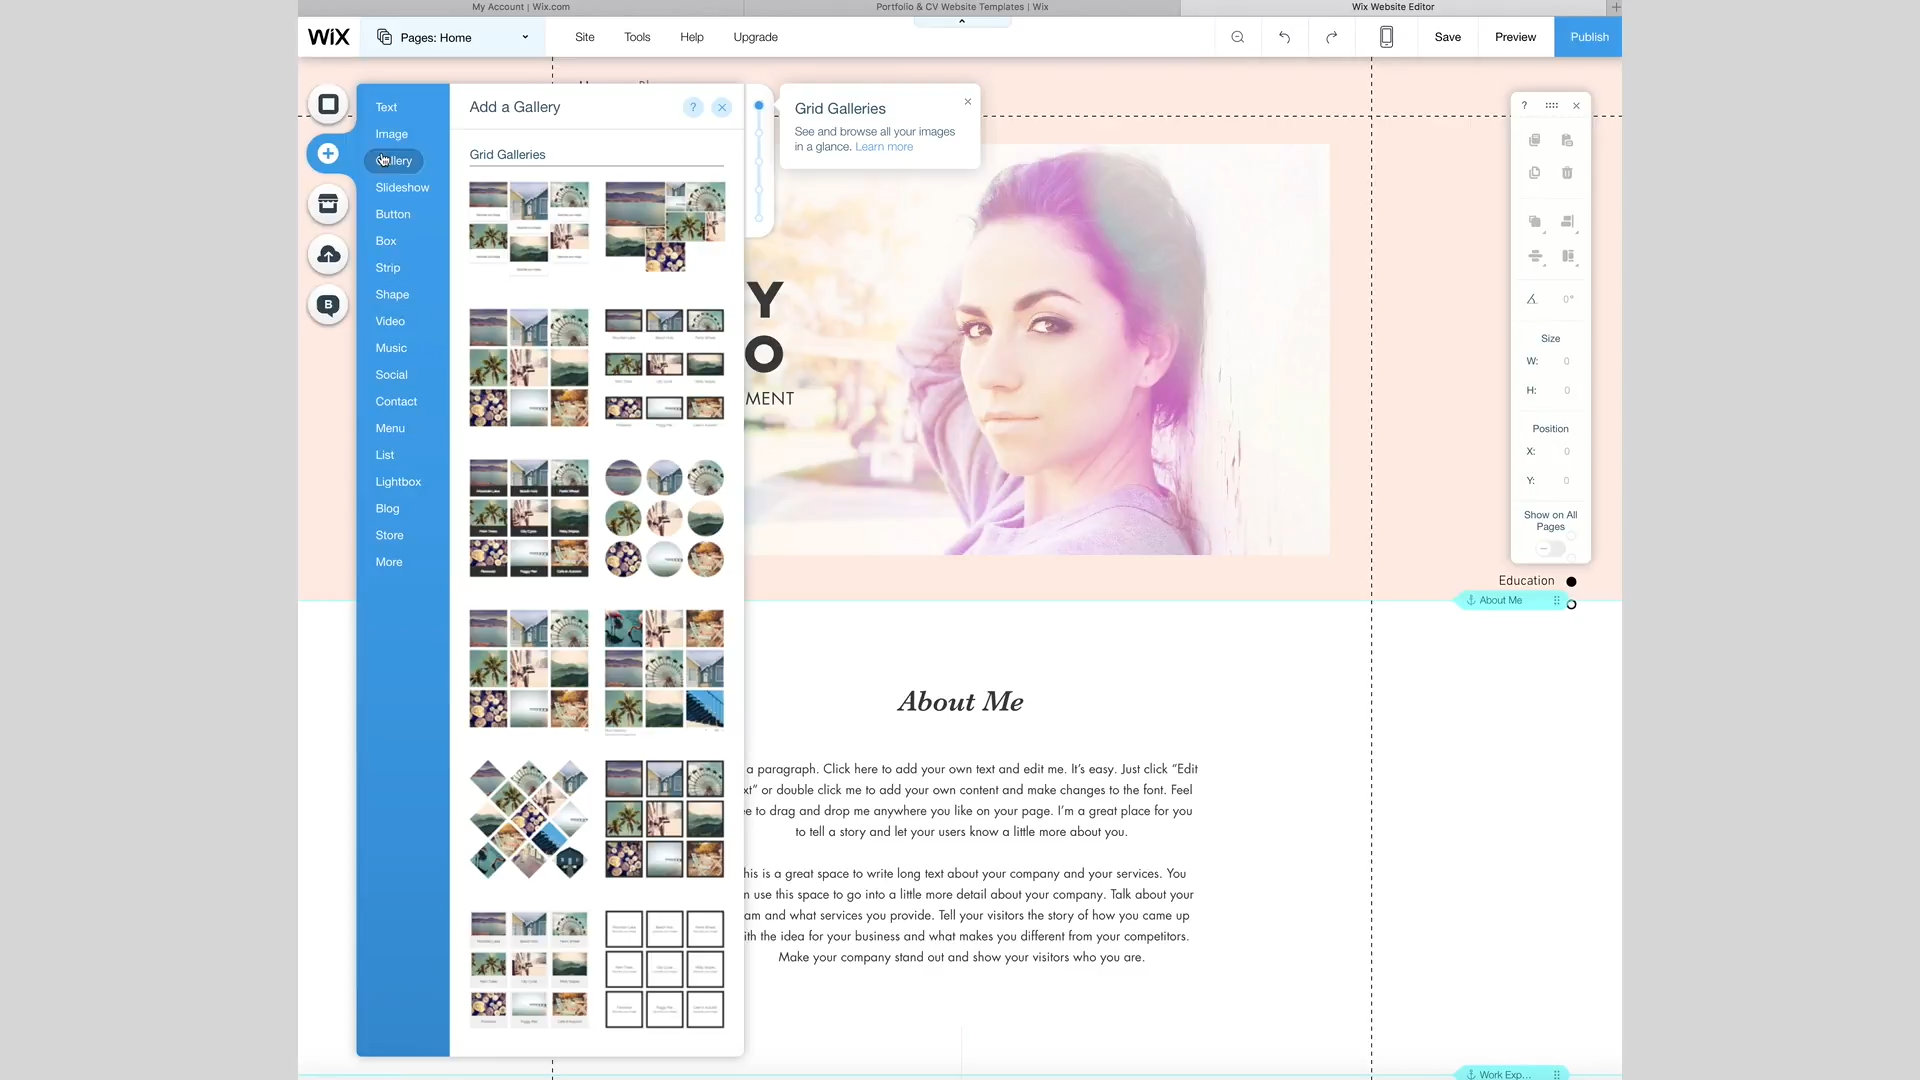 My Account | Wix.com
Portfolio & CV Website Templates | Wix
Wix Website Editor
WiX
Pages: Home
Site
Tools
Help
Upgrade
Save
Preview
Publish
Text
Image
Gallery
Slideshow
Button
Box
Strip
Shape
Video
Music
Social
Contact
Menu
List
Lightbox
Blog
Store
More
Add a Gallery
?
Grid Galleries
Grid Galleries
See and browse all your images
in a glance. Learn more
Y
O
MENT
?
0°
Size
W: 0
H: 0
Position
X: 0
Y: 0
Show on All
Pages
Education
About Me
About Me
a paragraph. Click here to add your own text and edit me. It's easy. Just click "Edit
xt" or double click me to add your own content and make changes to the font. Feel
e to drag and drop me anywhere you like on your page. I'm a great place for you
to tell a story and let your users know a little more about you.
his is a great space to write long text about your company and your services. You
n use this space to go into a little more detail about your company. Talk about your
am and what services you provide. Tell your visitors the story of how you came up
ith the idea for your business and what makes you different from your competitors.
Make your company stand out and show your visitors who you are.
Work Exp...